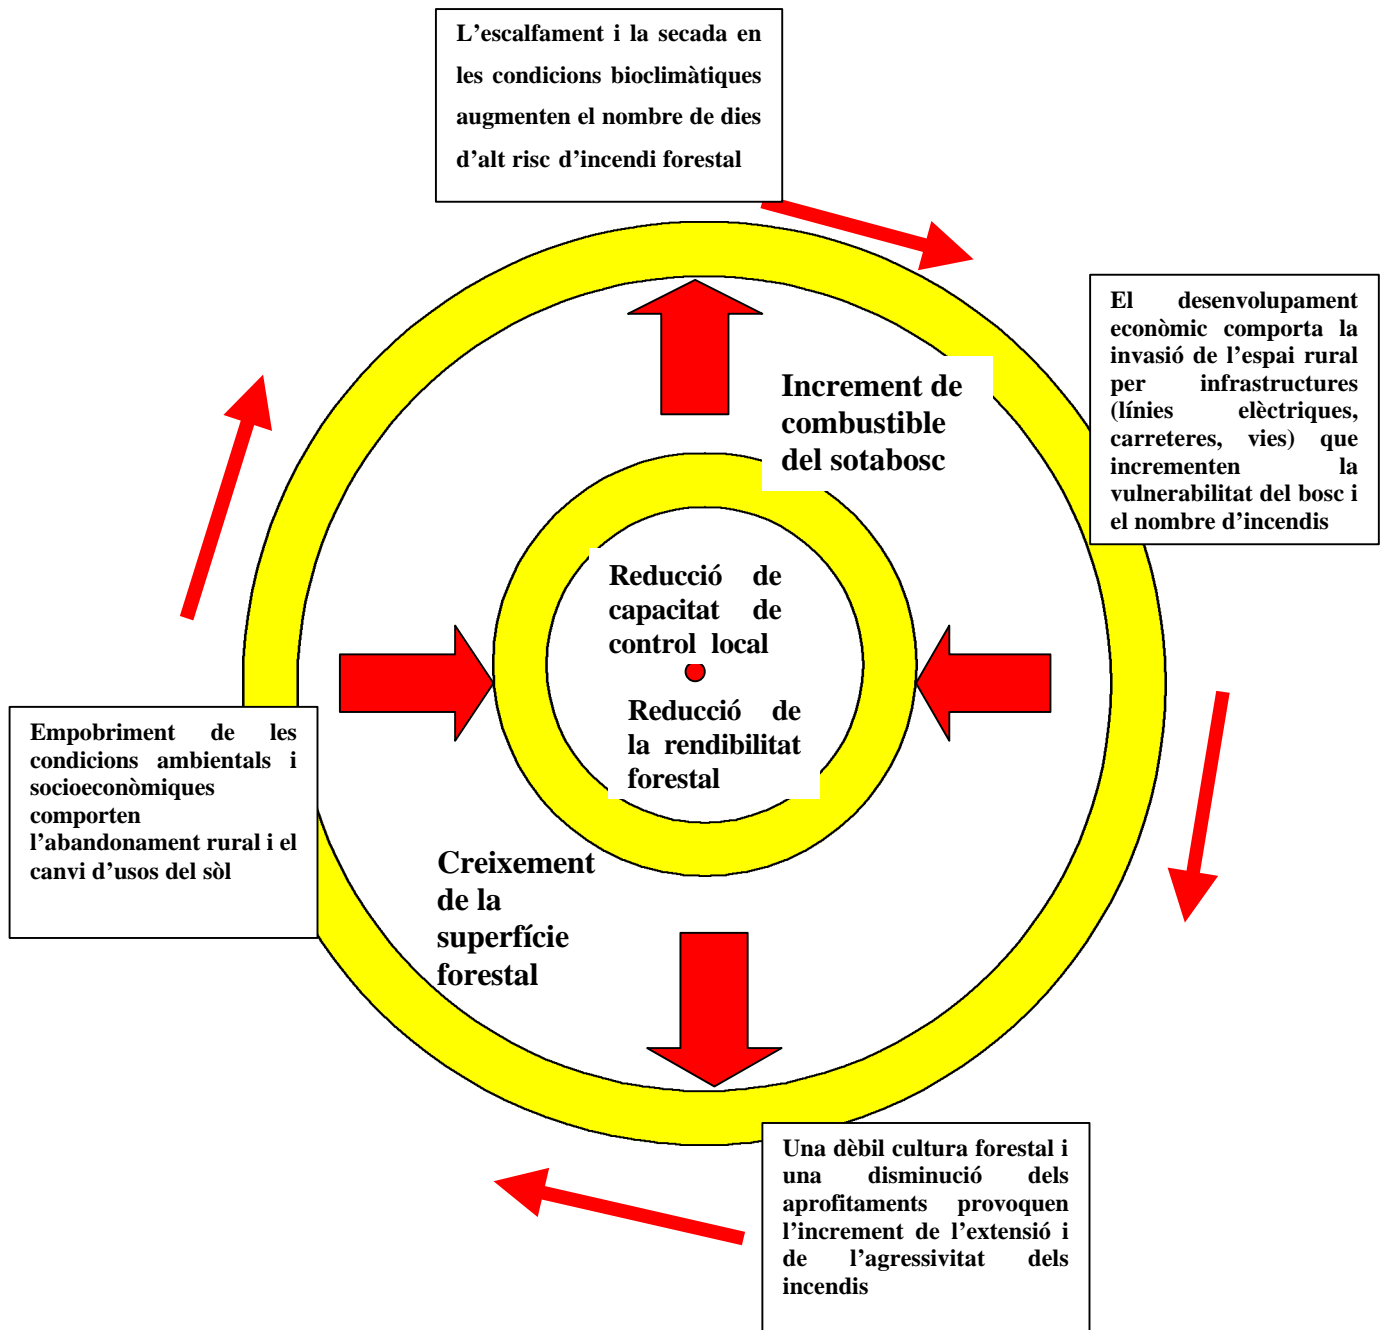 L’escalfament i la secada en
les condicions bioclimàtiques
augmenten el nombre de dies
d’alt risc d’incendi forestal
El desenvolupament
econòmic comporta la
invasió de l’espai rural
per infrastructures
(línies elèctriques,
carreteres, vies) que
incrementen la
vulnerabilitat del bosc i
el nombre d’incendis
Increment de
combustible
del sotabosc
Reducció de
capacitat de
control local
Reducció de
la rendibilitat
forestal
Empobriment de les
condicions ambientals i
socioeconòmiques
comporten
l’abandonament rural i el
canvi d’usos del sòl
Creixement
de la
superfície
forestal
Una dèbil cultura forestal i
una disminució dels
aprofitaments provoquen
l’increment de l’extensió i
de l’agressivitat dels
incendis